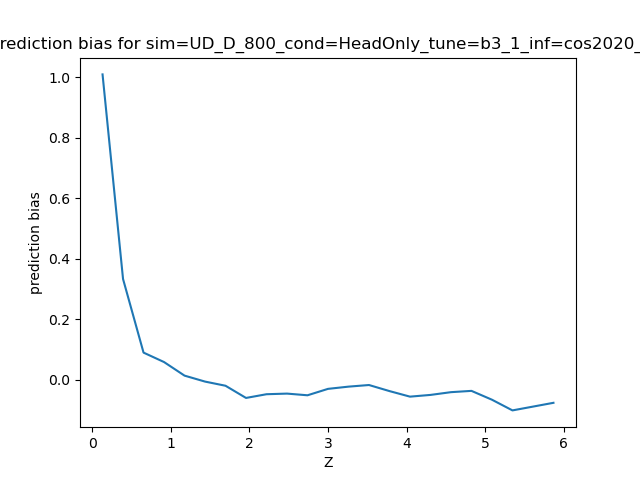 rediction bias for sim=UD_D_800_cond=HeadOnly_tune=b3_1_inf=cos2020_
1.0
0.8
0.6
0.4
0.2
0.0
prediction bias
0 1 2 3 4 5 6
Z